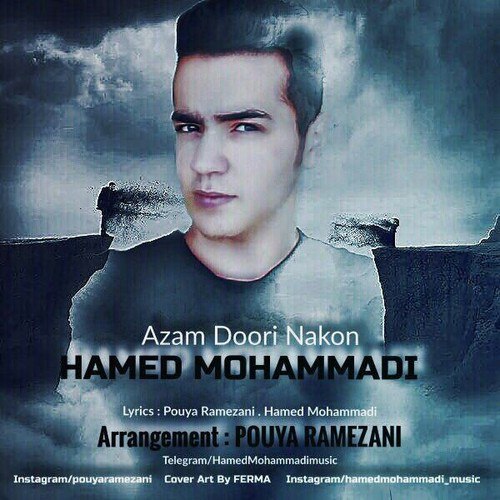 Azam Doori Nakon
HAMED MOHAMMADI
Lyrics : Pouya Ramezani . Hamed Mohammadi
Arrangement : POUYA RAMEZANI
Telegram/HamedMohammadimusic
Instagram/pouyaramezani Cover Art By FERMA Instagram/hamedmohammadi_music